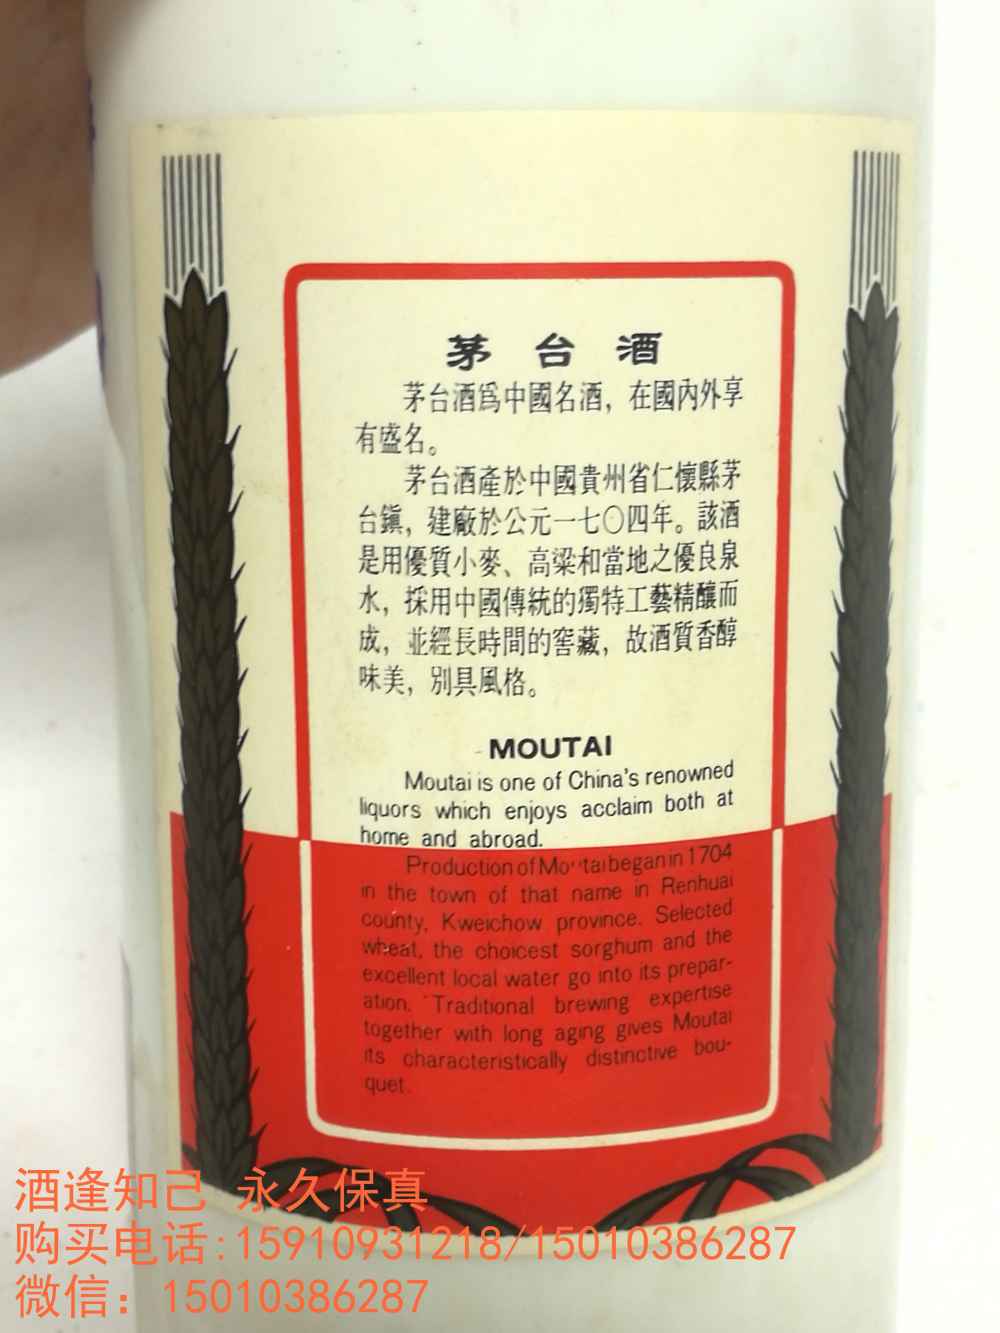 茅台酒
茅台酒爲中國名酒，在國內外享
有盛名。
茅台酒產於中國貴州省仁懷縣茅
台鎭，建廠於公元一七〇四年。該酒
是用優質小麥、高梁和當地之優良泉
水，採用中國傳統的獨特工藝精釀而
成，並經長時間的窖藏，故酒質香醇
味美，別具風格。
MOUTAI
Moutai is one of China's renowned
liquors which enjoys acclaim both at
home and abroad.
Production of Moutai began in 1704
in the town of that name in Renhuai
county, Kweichow province. Selected
wheat, the choicest sorghum and the
excellent local water go into its prepar-
ation. Traditional brewing expertise
together with long aging gives Moutai
its characteristically distinctive bou-
quet.
酒逢知己 永久保真
购买电话:15910931218/15010386287
微信：15010386287